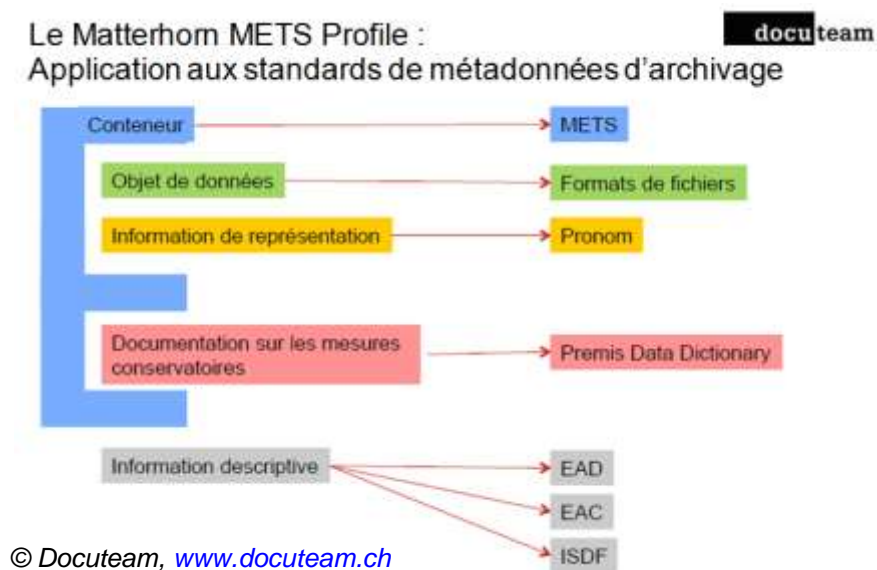 Le Matterhorn METS Profile :
docuteam
Application aux standards de métadonnées d'archivage
Conteneur
METS
Objet de données
Formats de fichiers
Information de représentation
Pronom
Documentation sur les mesures
conservatoires
Premis Data Dictionary
Information descriptive
EAD
EAC
ISDF
© Docuteam, www.docuteam.ch